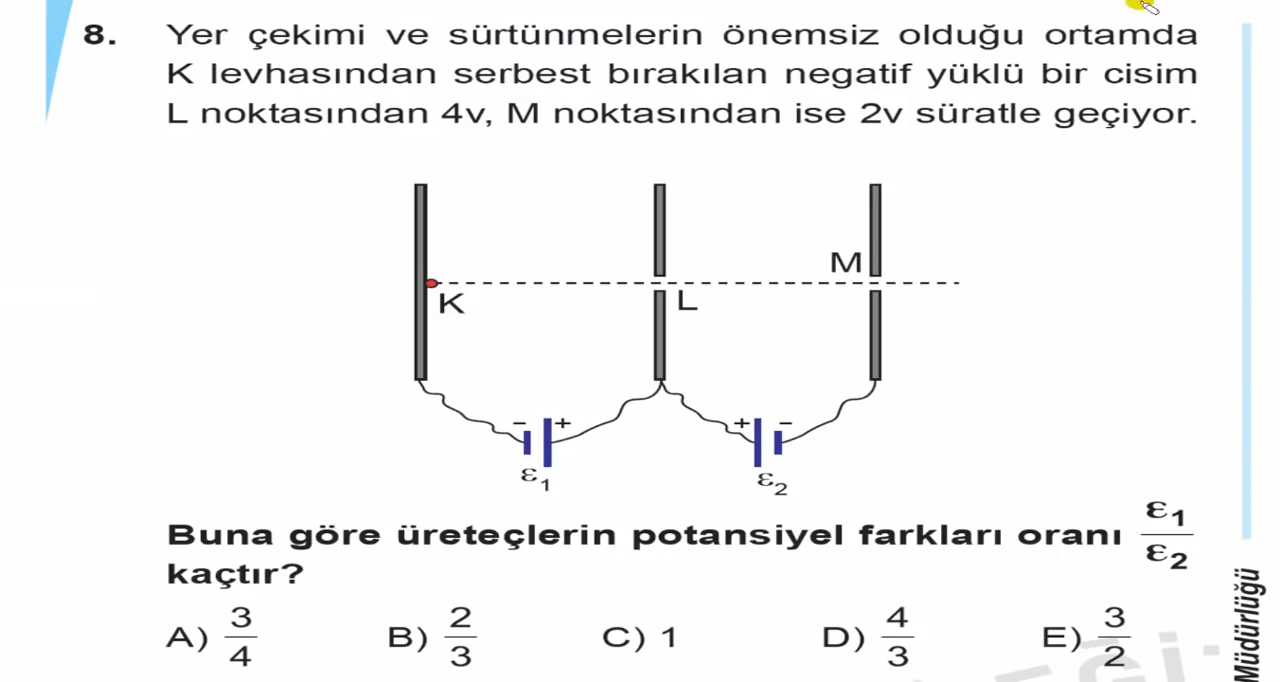 8. Yer çekimi ve sürtünmelerin önemsiz olduğu ortamda
K levhasından serbest bırakılan negatif yüklü bir cisim
L noktasından 4v, M noktasından ise 2v süratle geçiyor.
M
K
L
- +
+ -
ε1
ε2
Buna göre üreteçlerin potansiyel farkları oranı ε1/ε2
kaçtır?
A) 3/4 B) 2/3 C) 1 D) 4/3 E) 3/2
Müdürlüğü